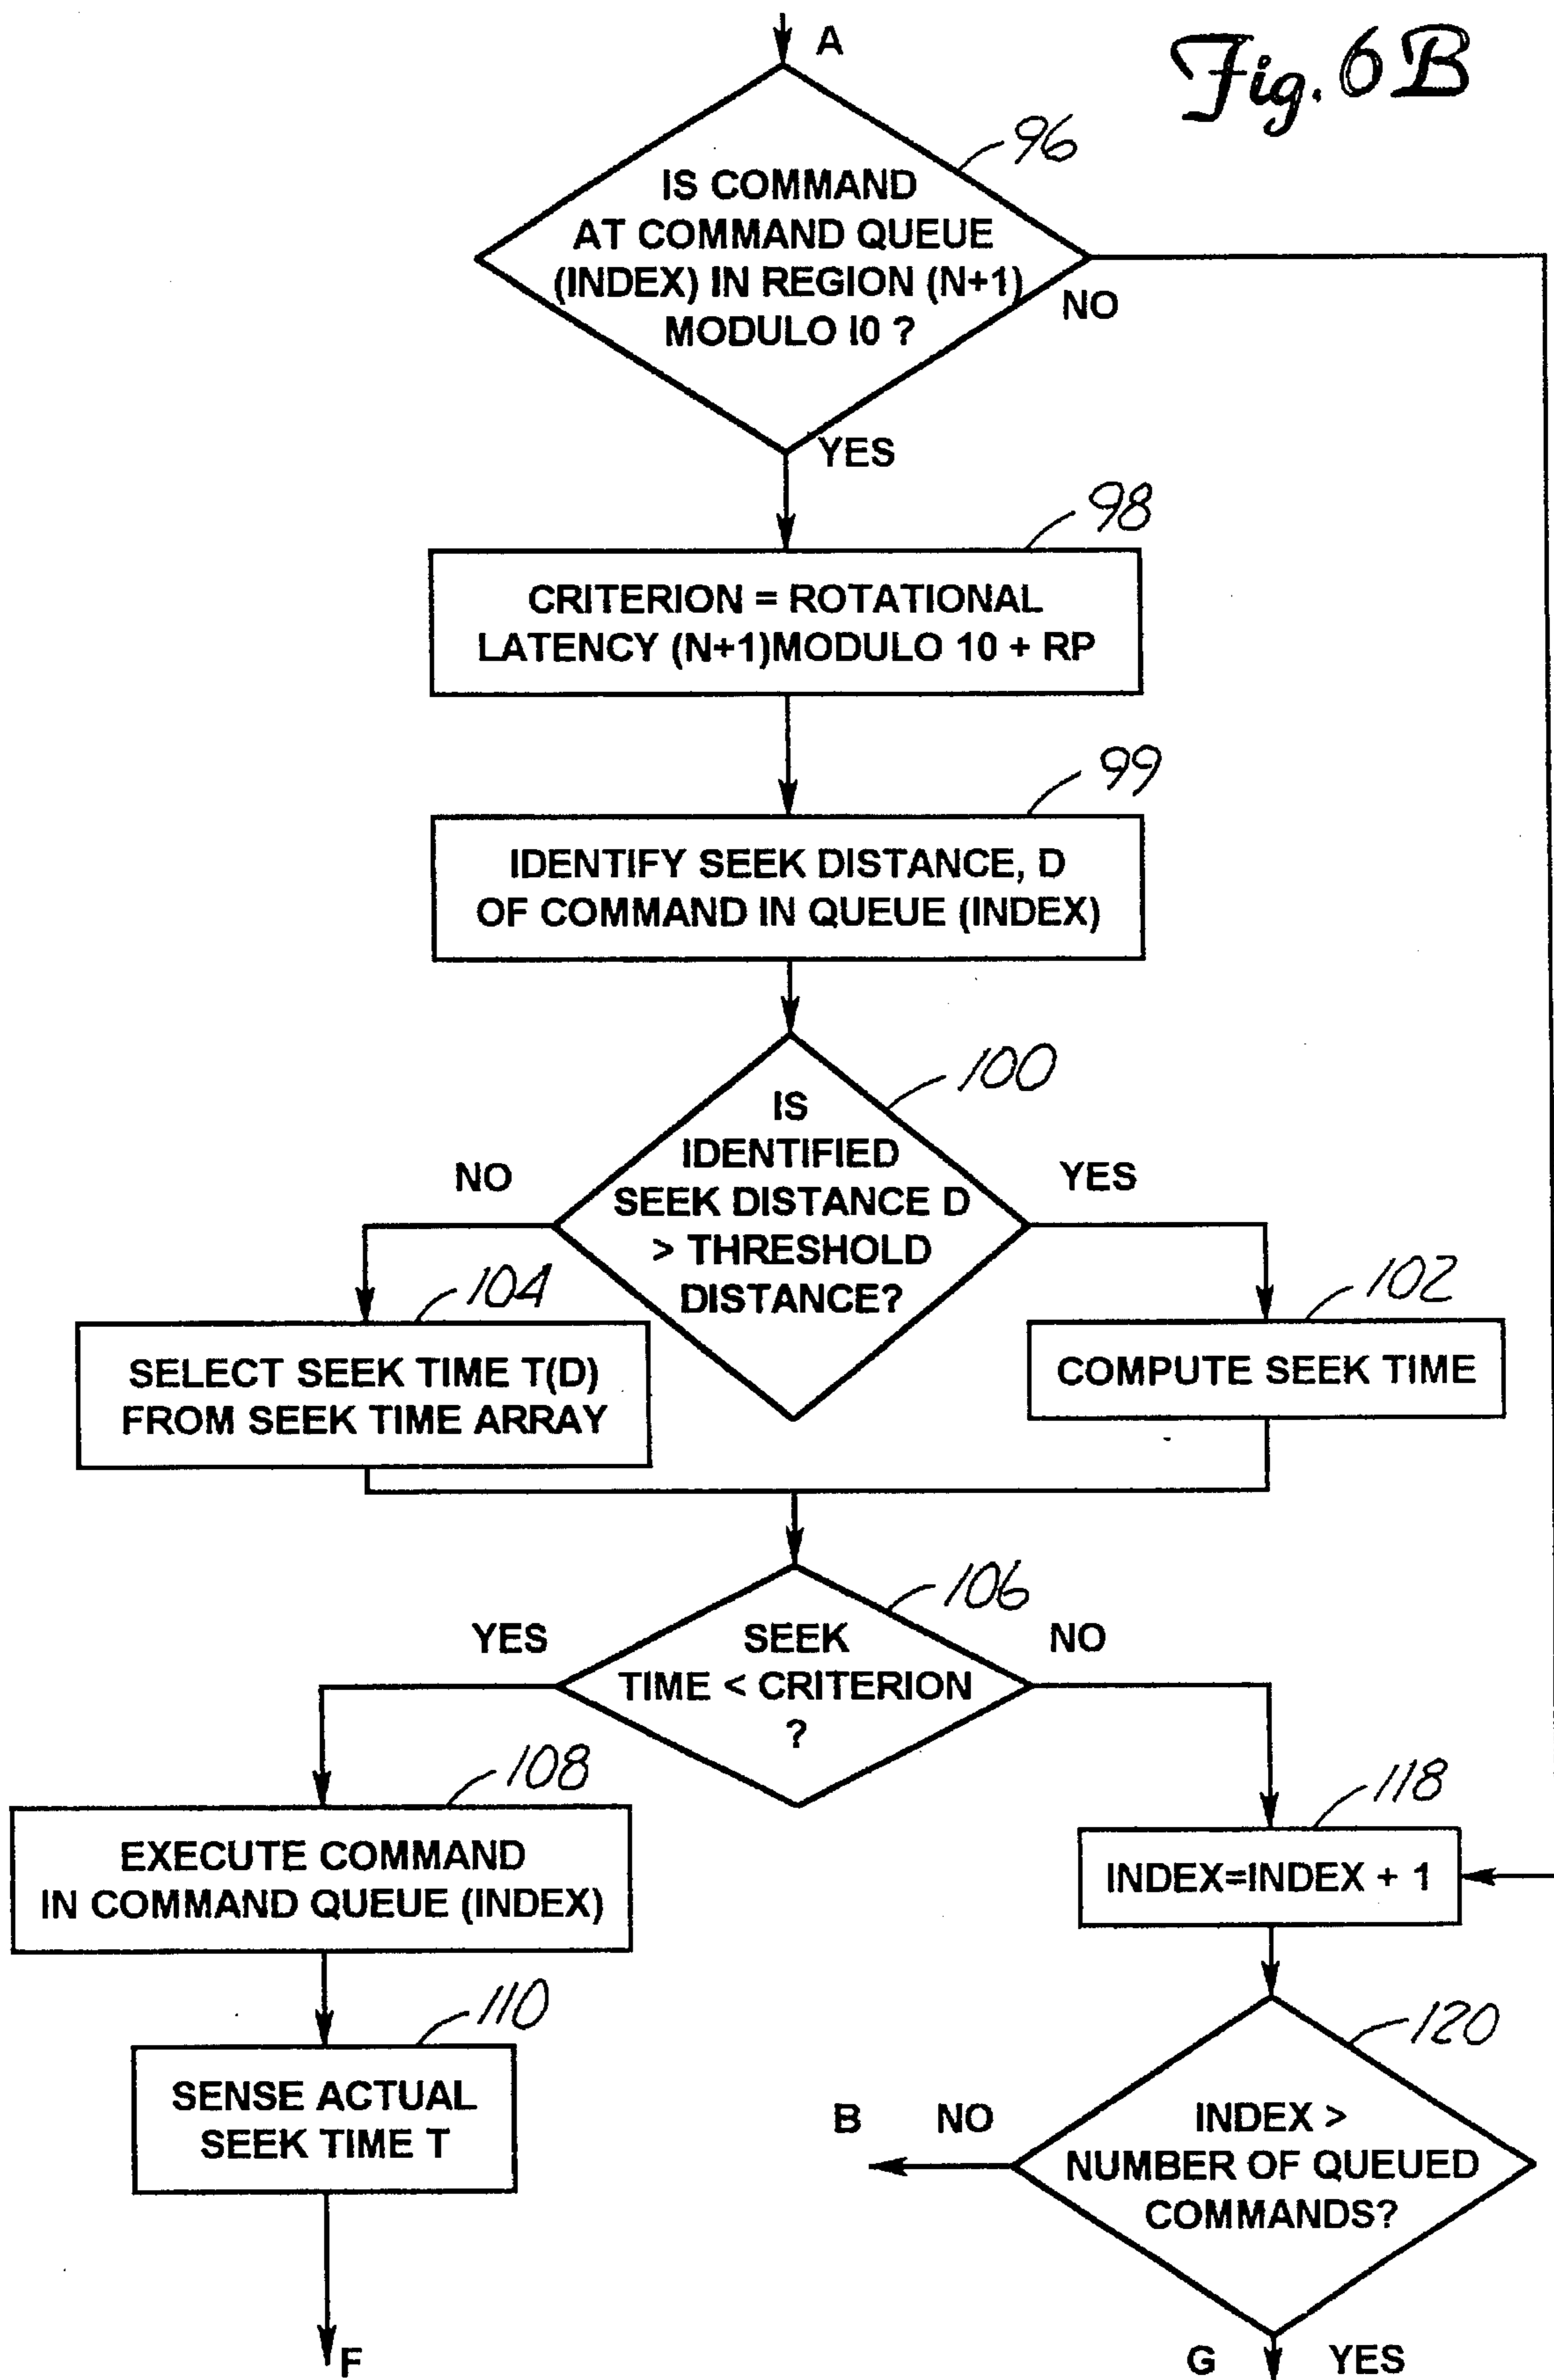 A
Fig. 6B
96
IS COMMAND
AT COMMAND QUEUE
(INDEX) IN REGION (N+1)
MODULO I0 ?
NO
YES
98
CRITERION = ROTATIONAL
LATENCY (N+1)MODULO 10 + RP
99
IDENTIFY SEEK DISTANCE, D
OF COMMAND IN QUEUE (INDEX)
100
IS
IDENTIFIED
SEEK DISTANCE D
> THRESHOLD
DISTANCE?
NO
YES
104
SELECT SEEK TIME T(D)
FROM SEEK TIME ARRAY
102
COMPUTE SEEK TIME
106
SEEK
TIME < CRITERION
?
YES
NO
108
EXECUTE COMMAND
IN COMMAND QUEUE (INDEX)
118
INDEX=INDEX + 1
110
SENSE ACTUAL
SEEK TIME T
120
INDEX >
NUMBER OF QUEUED
COMMANDS?
B
NO
F
G
YES